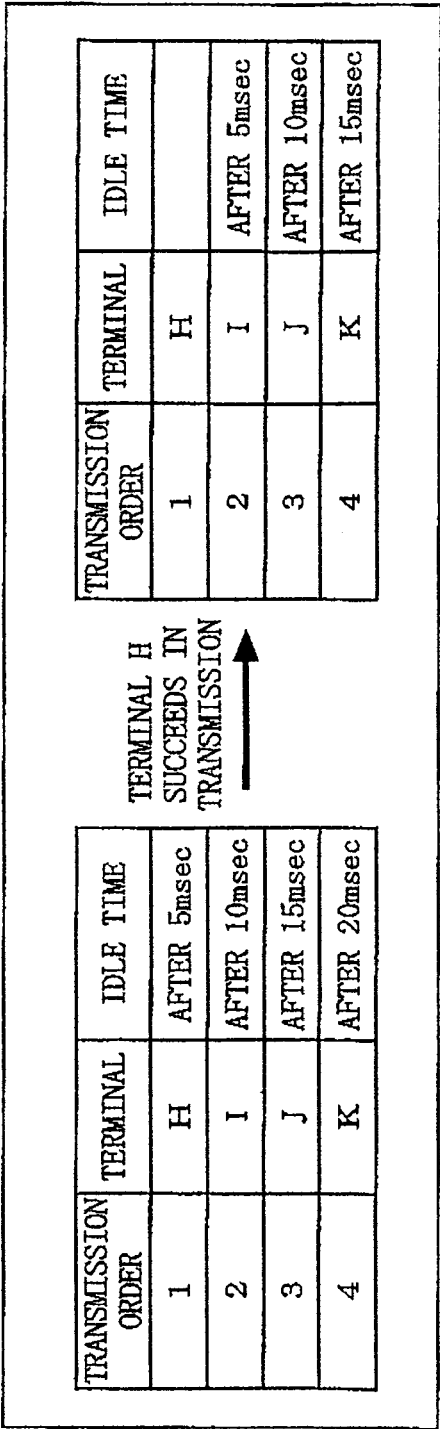 TRANSMISSION ORDER TERMINAL IDLE TIME
1 H AFTER 5msec
2 I AFTER 10msec
3 J AFTER 15msec
4 K AFTER 20msec
TERMINAL H
SUCCEEDS IN
TRANSMISSION
TRANSMISSION ORDER TERMINAL IDLE TIME
1 H
2 I AFTER 5msec
3 J AFTER 10msec
4 K AFTER 15msec